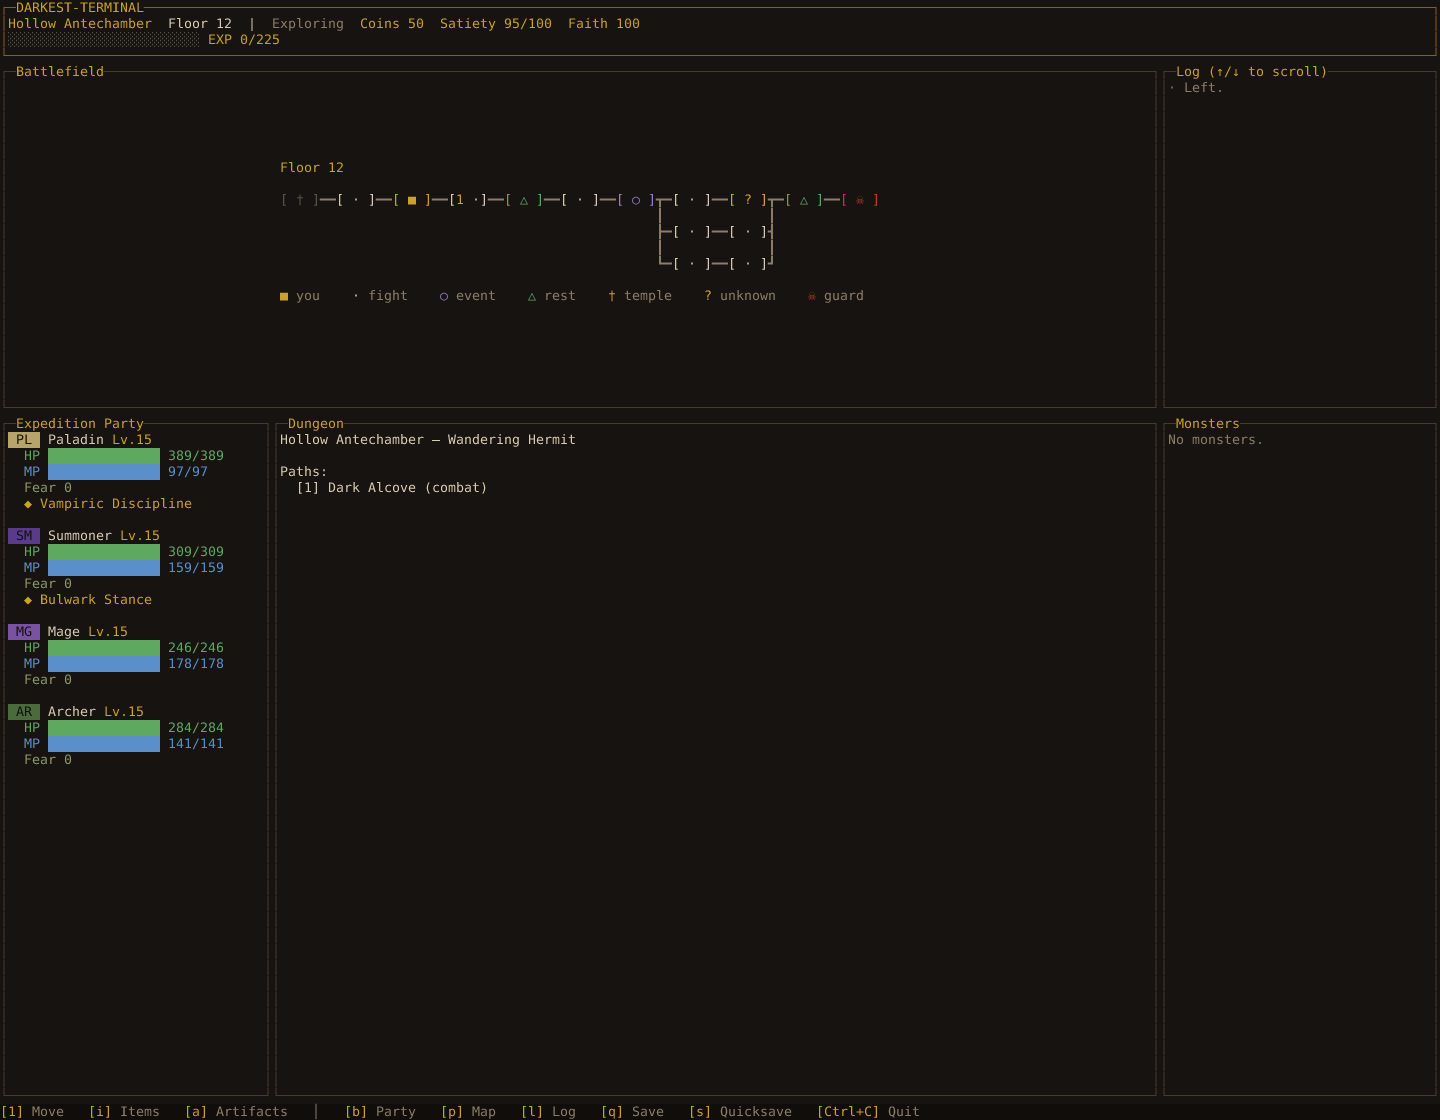 DARKEST-TERMINAL
Hollow Antechamber  Floor 12  |  Exploring  Coins 50  Satiety 95/100  Faith 100
EXP 0/225
Battlefield
Log (↑/↓ to scroll)
· Left.
Floor 12
[ † ]──[ · ]──[ ■ ]──[1 ·]──[ △ ]──[ · ]──[ ○ ]┬─[ · ]──[ ? ]┬─[ △ ]──[ ☠ ]
├─[ · ]──[ · ]┤
└─[ · ]──[ · ]┘
■ you    · fight    ○ event    △ rest    † temple    ? unknown    ☠ guard
Expedition Party
PL Paladin Lv.15
HP 389/389
MP 97/97
Fear 0
◆ Vampiric Discipline
SM Summoner Lv.15
HP 309/309
MP 159/159
Fear 0
◆ Bulwark Stance
MG Mage Lv.15
HP 246/246
MP 178/178
Fear 0
AR Archer Lv.15
HP 284/284
MP 141/141
Fear 0
Dungeon
Hollow Antechamber — Wandering Hermit
Paths:
[1] Dark Alcove (combat)
Monsters
No monsters.
[1] Move   [i] Items   [a] Artifacts   │   [b] Party   [p] Map   [l] Log   [q] Save   [s] Quicksave   [Ctrl+C] Quit